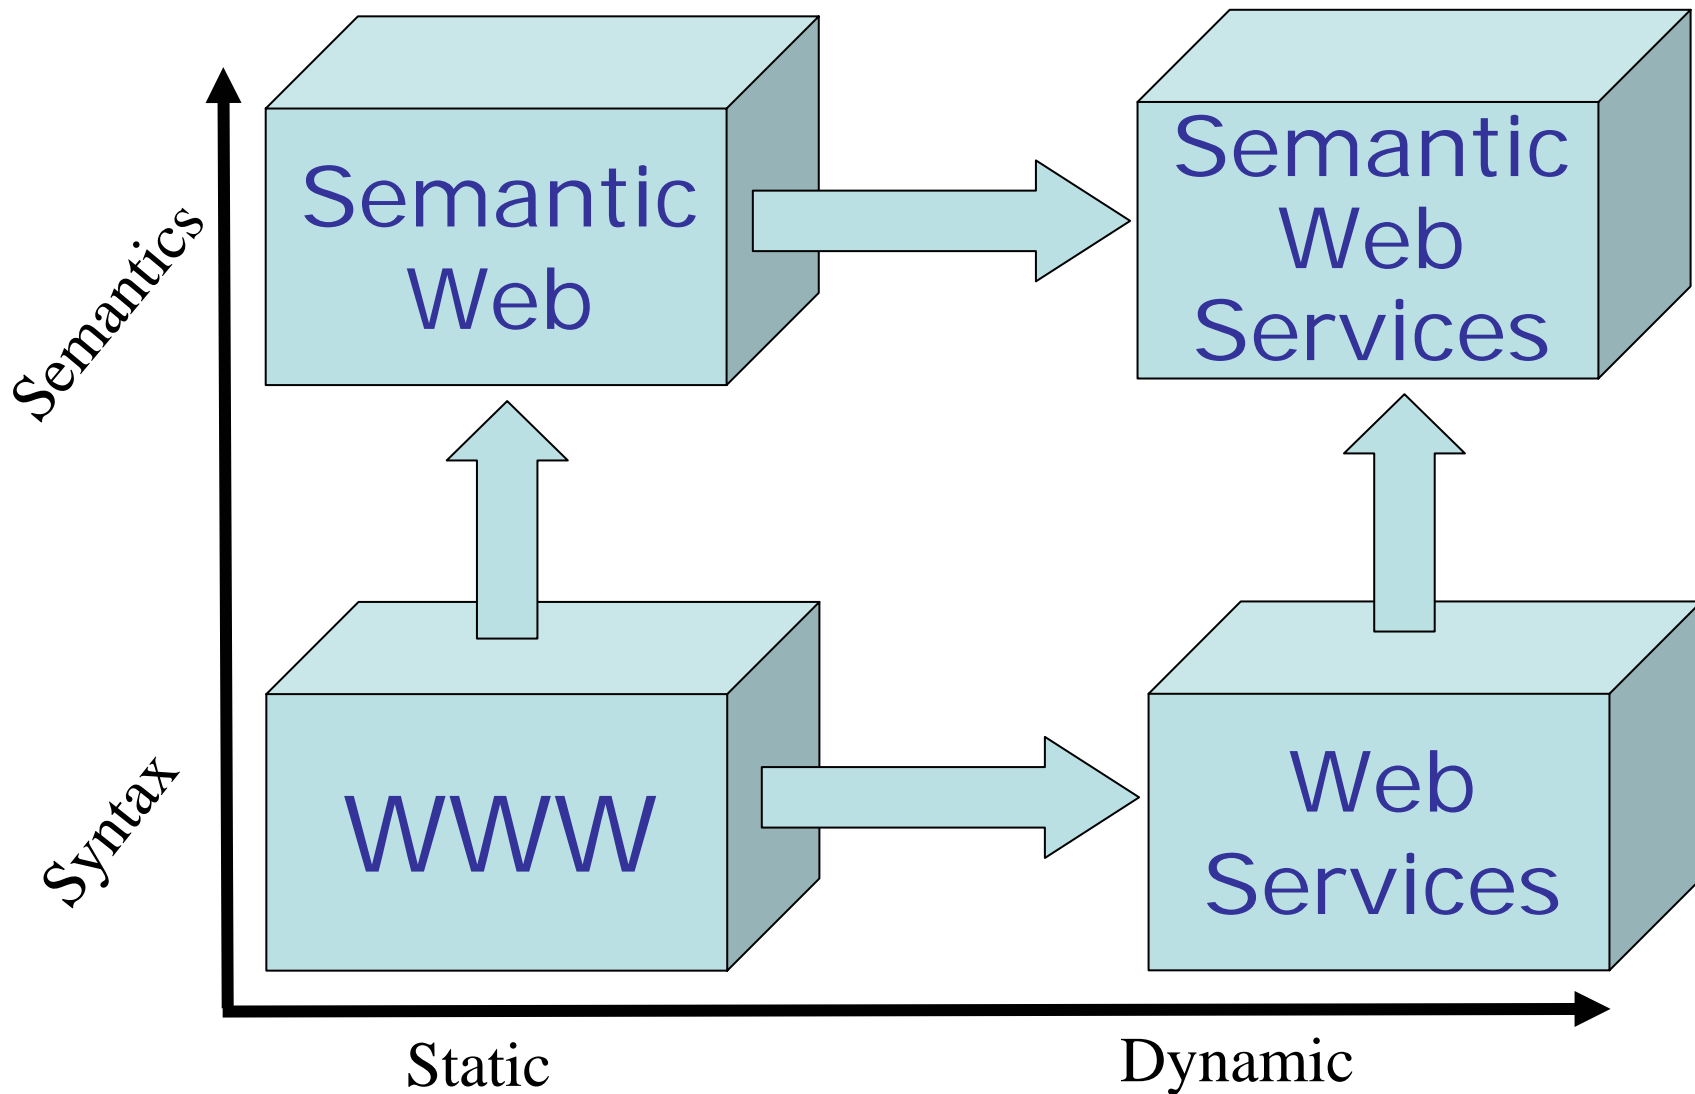 Semantics
Semantic
Web
Semantic
Web
Services
Syntax
WWW
Web
Services
Static
Dynamic